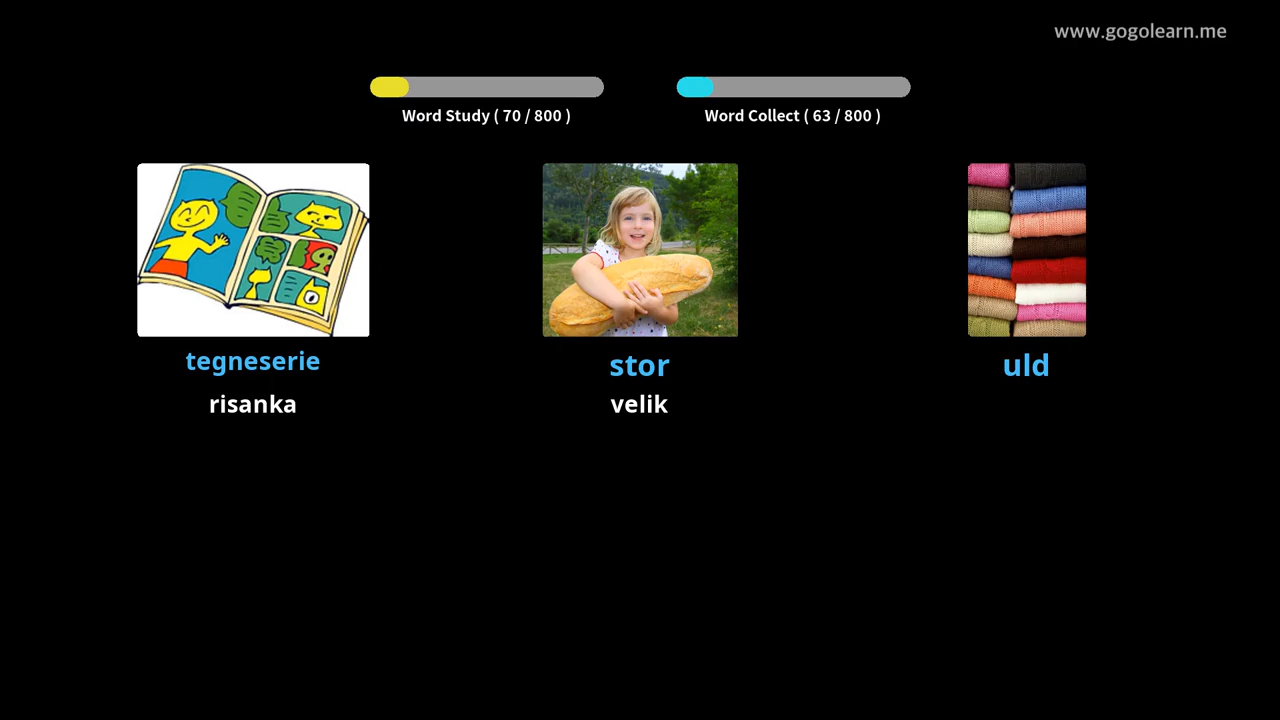 www.gogolearn.me
Word Study ( 70 / 800 )
Word Collect ( 63 / 800 )
tegneserie
risanka
stor
velik
uld